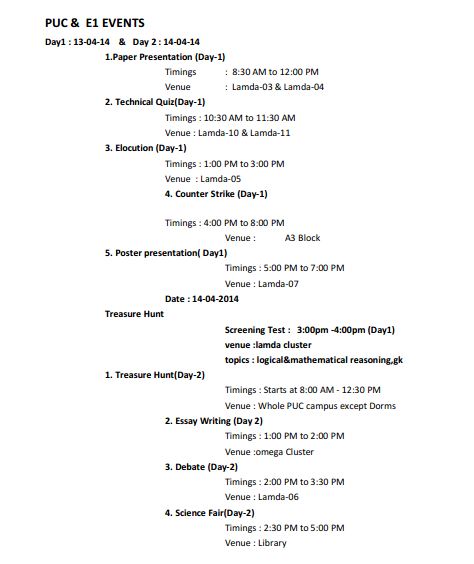 PUC & E1 EVENTS
Day1 : 13-04-14 & Day 2 : 14-04-14
1.Paper Presentation (Day-1)
Timings : 8:30 AM to 12:00 PM
Venue : Lamda-03 & Lamda-04
2. Technical Quiz(Day-1)
Timings : 10:30 AM to 11:30 AM
Venue : Lamda-10 & Lamda-11
3. Elocution (Day-1)
Timings : 1:00 PM to 3:00 PM
Venue : Lamda-05
4. Counter Strike (Day-1)
Timings : 4:00 PM to 8:00 PM
Venue : A3 Block
5. Poster presentation( Day1)
Timings : 5:00 PM to 7:00 PM
Venue : Lamda-07
Date : 14-04-2014
Treasure Hunt
Screening Test : 3:00pm -4:00pm (Day1)
venue :lamda cluster
topics : logical&mathematical reasoning,gk
1. Treasure Hunt(Day-2)
Timings : Starts at 8:00 AM - 12:30 PM
Venue : Whole PUC campus except Dorms
2. Essay Writing (Day 2)
Timings : 1:00 PM to 2:00 PM
Venue :omega Cluster
3. Debate (Day-2)
Timings : 2:00 PM to 3:30 PM
Venue : Lamda-06
4. Science Fair(Day-2)
Timings : 2:30 PM to 5:00 PM
Venue : Library